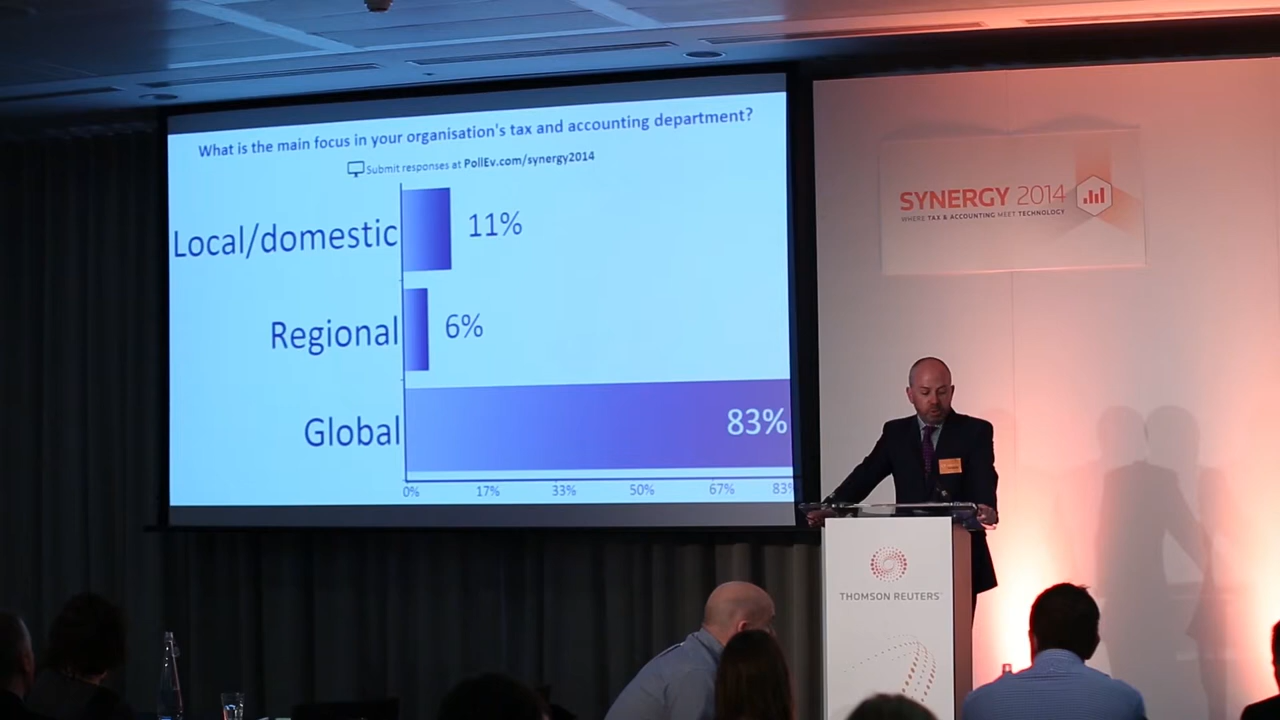 What is the main focus in your organisation's tax and accounting department?
Submit responses at PollEv.com/synergy2014
Local/domestic
11%
Regional
6%
Global
83%
0% 17% 33% 50% 67% 83%
SYNERGY 2014
WHERE TAX & ACCOUNTING MEET TECHNOLOGY
THOMSON REUTERS